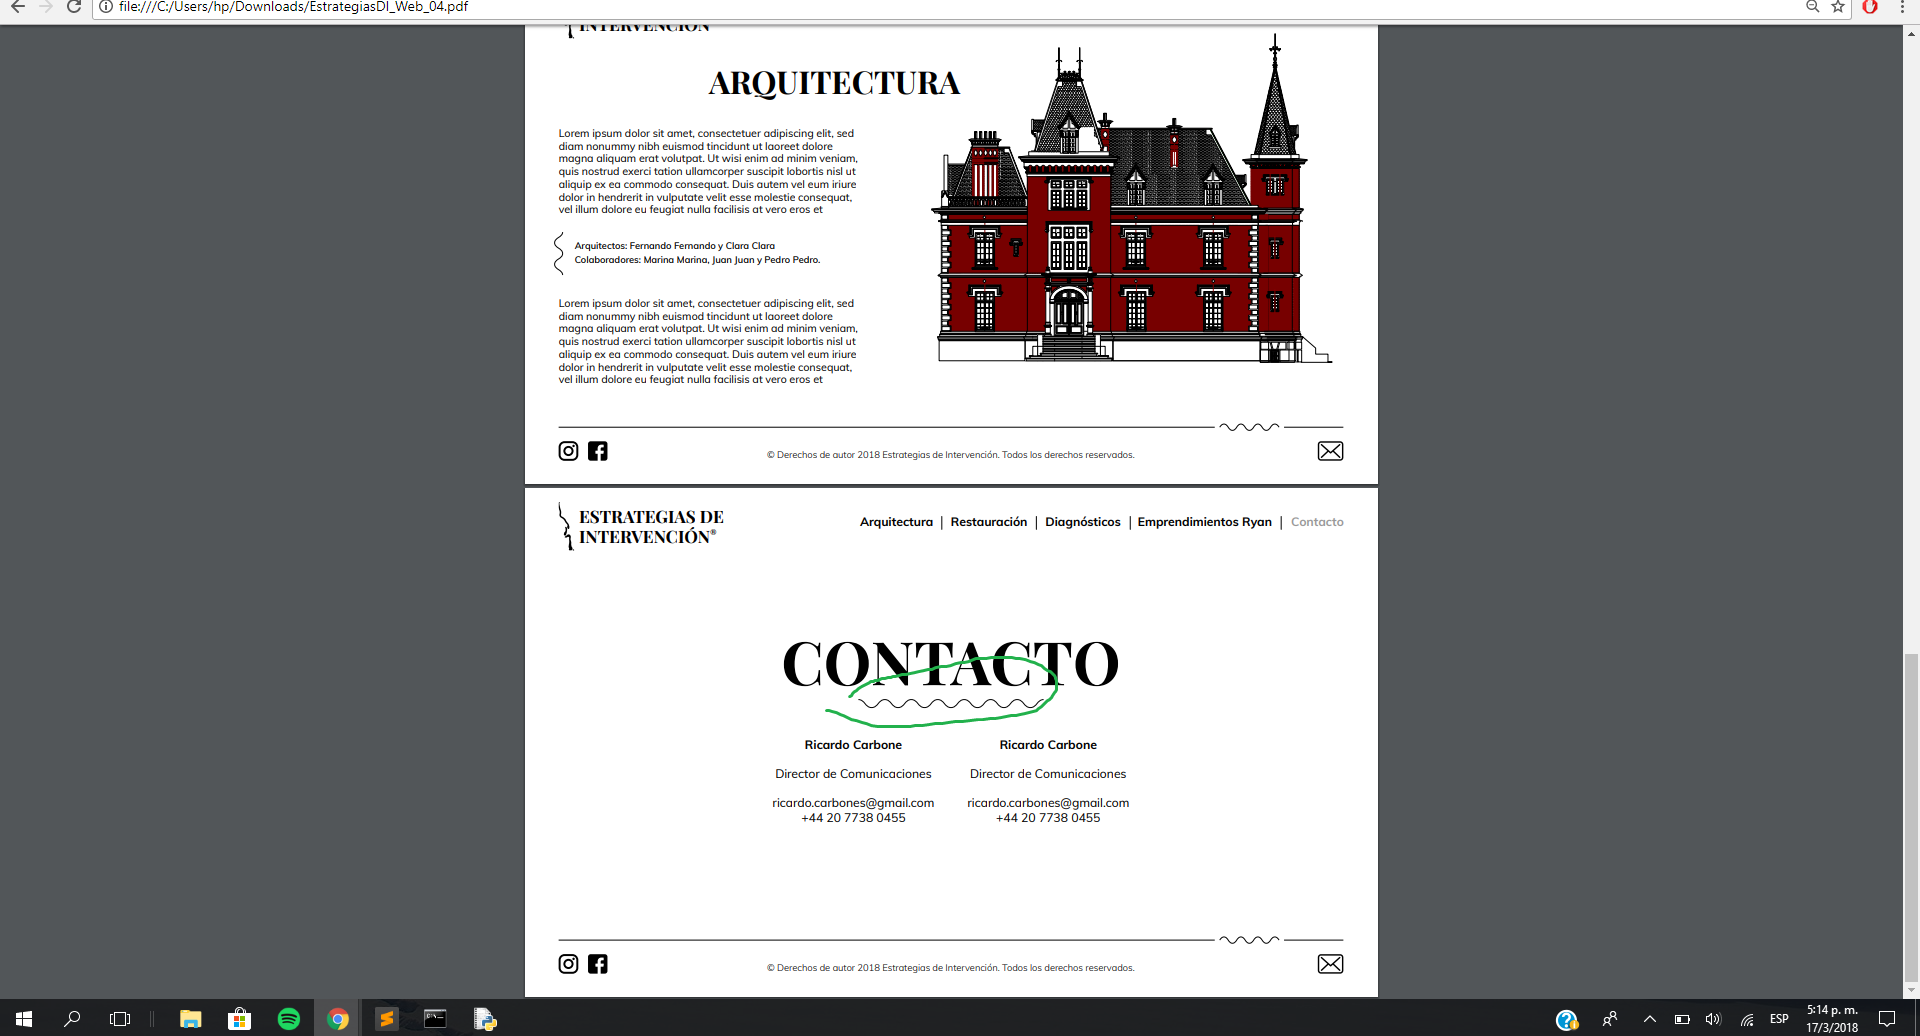 file:///C:/Users/hp/Downloads/EstrategiasDI_Web_04.pdf
INTERVENCIÓN
ARQUITECTURA
Lorem ipsum dolor sit amet, consectetuer adipiscing elit, sed
diam nonummy nibh euismod tincidunt ut laoreet dolore
magna aliquam erat volutpat. Ut wisi enim ad minim veniam,
quis nostrud exerci tation ullamcorper suscipit lobortis nisl ut
aliquip ex ea commodo consequat. Duis autem vel eum iriure
dolor in hendrerit in vulputate velit esse molestie consequat,
vel illum dolore eu feugiat nulla facilisis at vero eros et
Arquitectos: Fernando Fernando y Clara Clara
Colaboradores: Marina Marina, Juan Juan y Pedro Pedro.
Lorem ipsum dolor sit amet, consectetuer adipiscing elit, sed
diam nonummy nibh euismod tincidunt ut laoreet dolore
magna aliquam erat volutpat. Ut wisi enim ad minim veniam,
quis nostrud exerci tation ullamcorper suscipit lobortis nisl ut
aliquip ex ea commodo consequat. Duis autem vel eum iriure
dolor in hendrerit in vulputate velit esse molestie consequat,
vel illum dolore eu feugiat nulla facilisis at vero eros et
© Derechos de autor 2018 Estrategias de Intervención. Todos los derechos reservados.
ESTRATEGIAS DE
INTERVENCIÓN®
Arquitectura | Restauración | Diagnósticos | Emprendimientos Ryan | Contacto
CONTACTO
Ricardo Carbone
Director de Comunicaciones
ricardo.carbones@gmail.com
+44 20 7738 0455
Ricardo Carbone
Director de Comunicaciones
ricardo.carbones@gmail.com
+44 20 7738 0455
© Derechos de autor 2018 Estrategias de Intervención. Todos los derechos reservados.
ESP
5:14 p. m.
17/3/2018